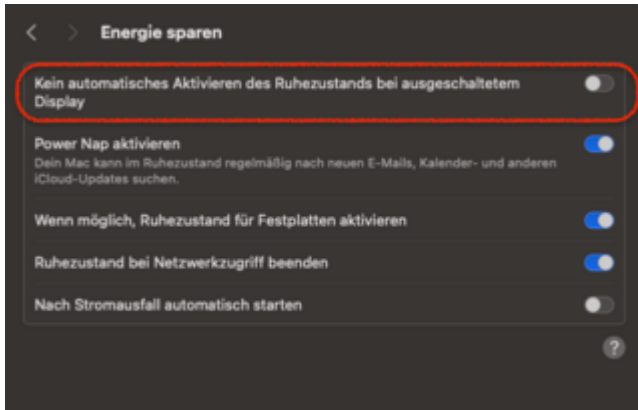 Energie sparen
Kein automatisches Aktivieren des Ruhezustands bei ausgeschaltetem
Display
Power Nap aktivieren
Dein Mac kann im Ruhezustand regelmäßig nach neuen E-Mails, Kalender- und anderen
iCloud-Updates suchen.
Wenn möglich, Ruhezustand für Festplatten aktivieren
Ruhezustand bei Netzwerkzugriff beenden
Nach Stromausfall automatisch starten
?